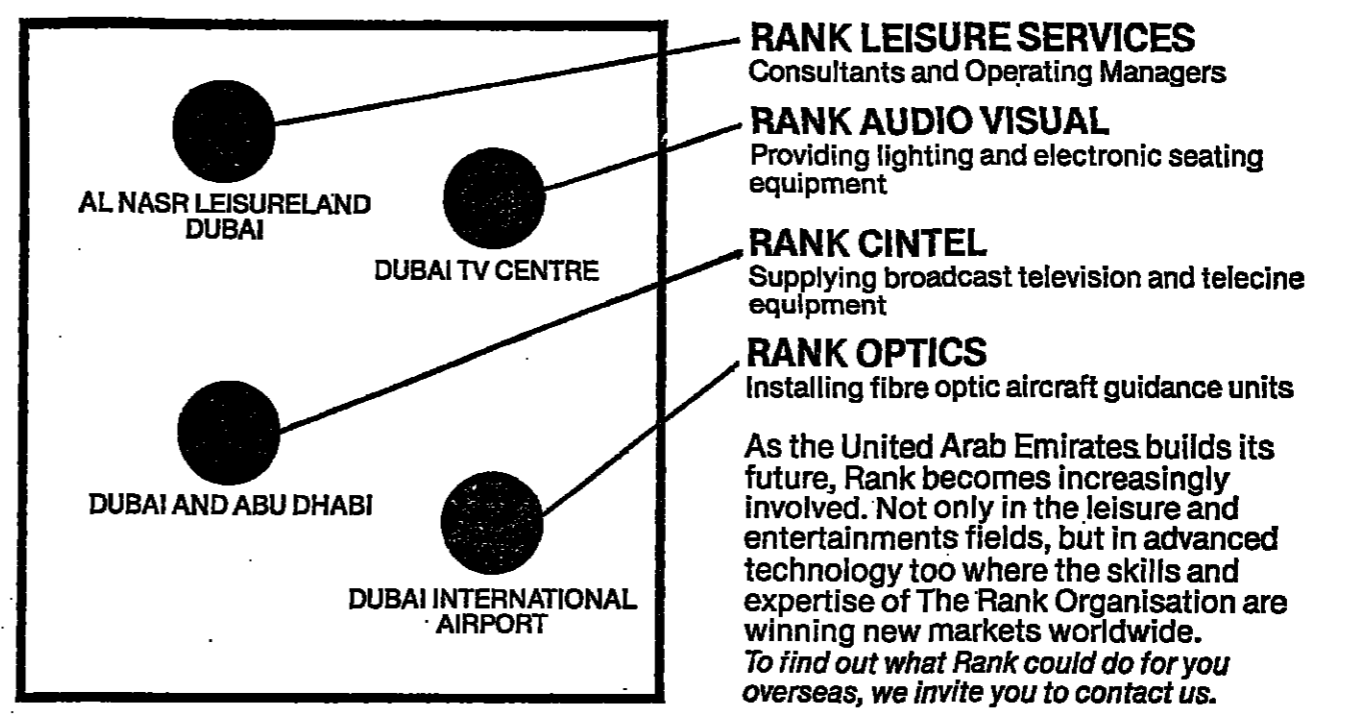 RANK LEISURE SERVICES
Consultants and Operating Managers
RANK AUDIO VISUAL
Providing lighting and electronic seating
equipment
RANK CINTEL
Supplying broadcast television and telecine
equipment
RANK OPTICS
Installing fibre optic aircraft guidance units
AL NASR LEISURELAND
DUBAI
DUBAI TV CENTRE
DUBAI AND ABU DHABI
DUBAI INTERNATIONAL
AIRPORT
As the United Arab Emirates builds its
future, Rank becomes increasingly
involved. Not only in the leisure and
entertainments fields, but in advanced
technology too where the skills and
expertise of The Rank Organisation are
winning new markets worldwide.
To find out what Rank could do for you
overseas, we invite you to contact us.